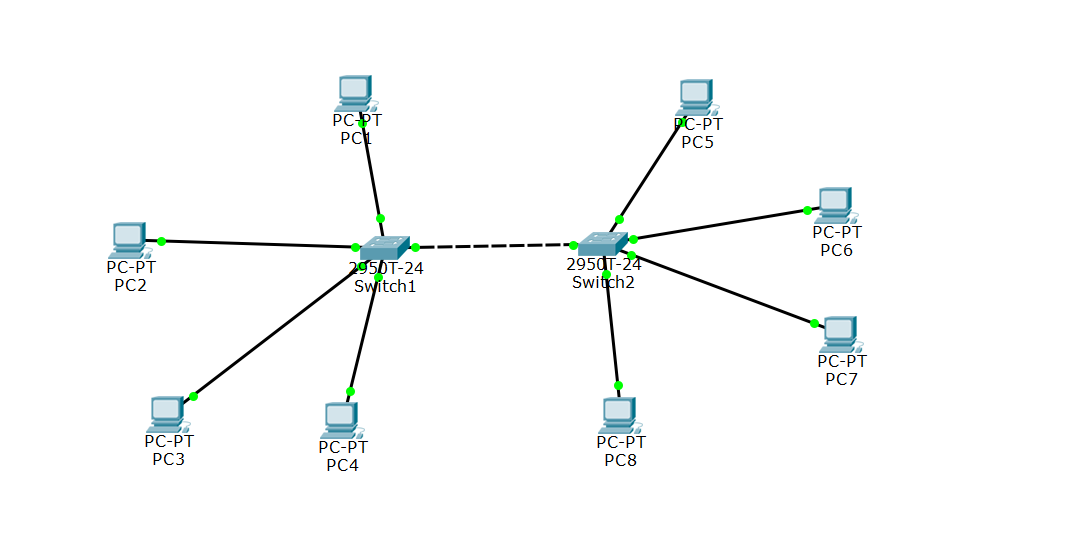 PC-PT
PC1
PC-PT
PC5
PC-PT
PC6
PC-PT
PC2
2950T-24
Switch1
2950T-24
Switch2
PC-PT
PC7
PC-PT
PC3
PC-PT
PC4
PC-PT
PC8